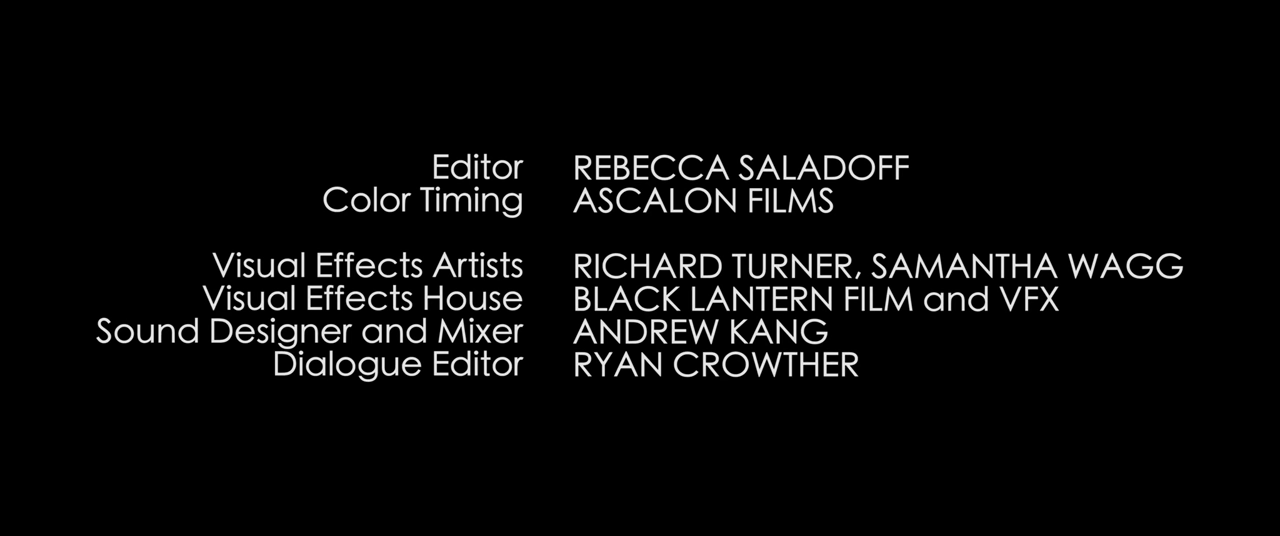 Editor REBECCA SALADOFF
Color Timing ASCALON FILMS
Visual Effects Artists RICHARD TURNER, SAMANTHA WAGG
Visual Effects House BLACK LANTERN FILM and VFX
Sound Designer and Mixer ANDREW KANG
Dialogue Editor RYAN CROWTHER